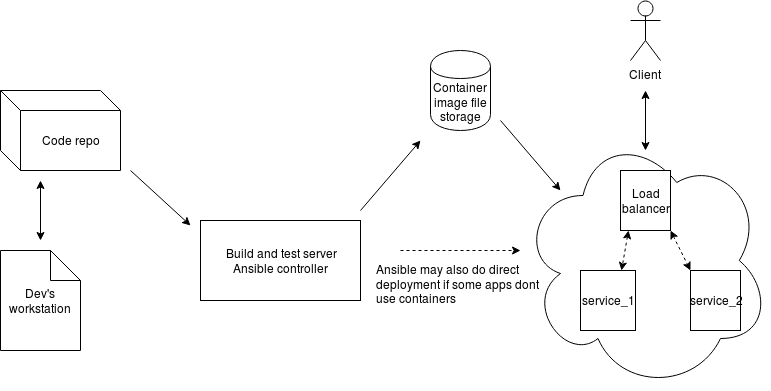 Client
Container
image file
storage
Code repo
Load
balancer
Build and test server
Ansible controller
Ansible may also do direct
deployment if some apps dont
use containers
Dev's
workstation
service_1
service_2